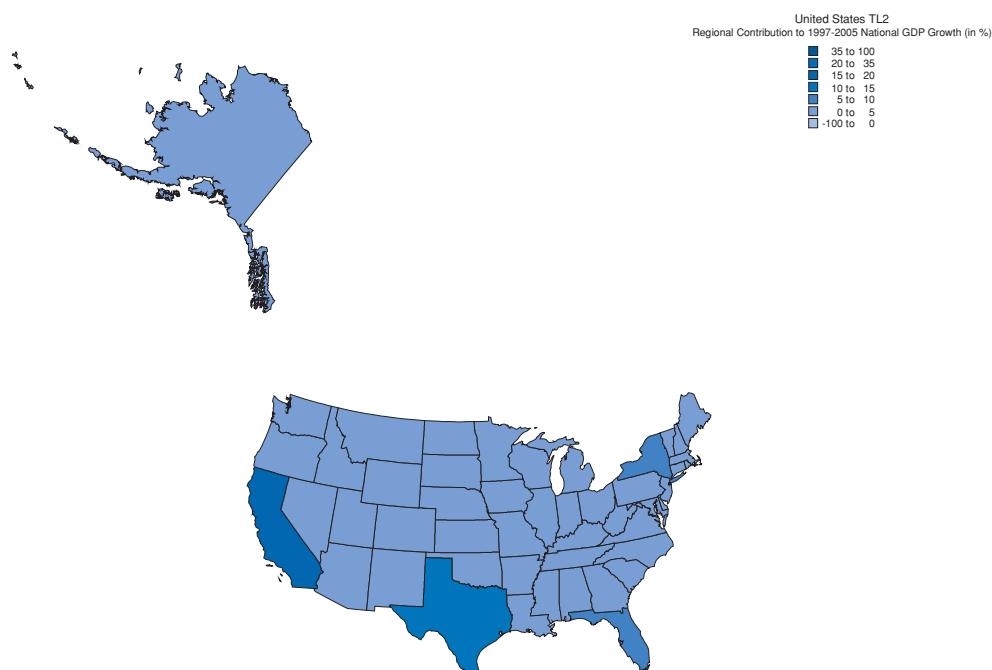 United States TL2
Regional Contribution to 1997-2005 National GDP Growth (in %)
35 to 100
20 to 35
15 to 20
10 to 15
5 to 10
0 to 5
-100 to 0